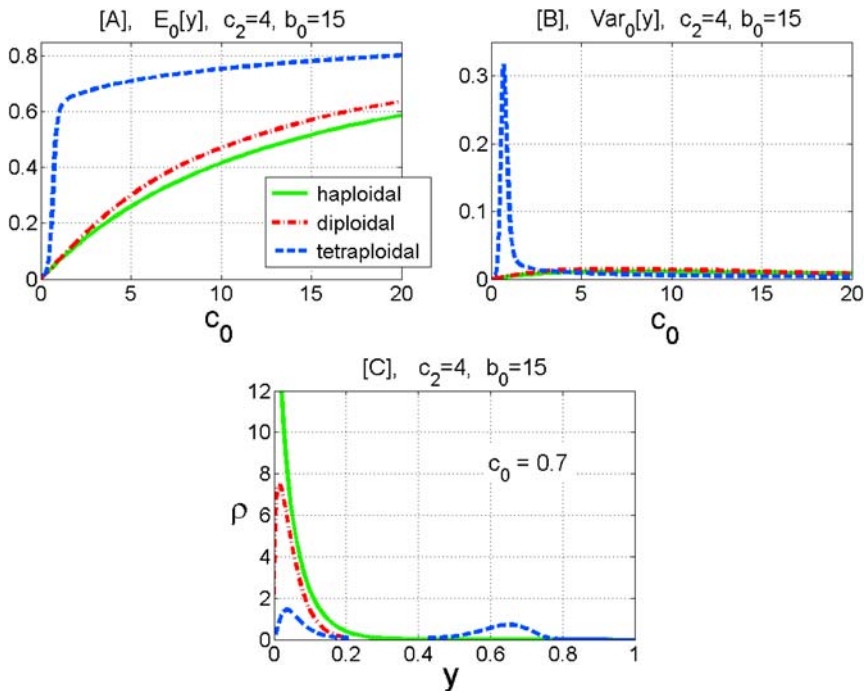 [A], E0[y], c2=4, b0=15
0.8
0.6
0.4
0.2
0
0 5 10 15 20
c0
haploidal
diploidal
tetraploidal
[B], Var0[y], c2=4, b0=15
0.3
0.2
0.1
0
0 5 10 15 20
c0
[C], c2=4, b0=15
12
10
8
6
4
2
0
ρ
c0 = 0.7
0 0.2 0.4 0.6 0.8 1
y